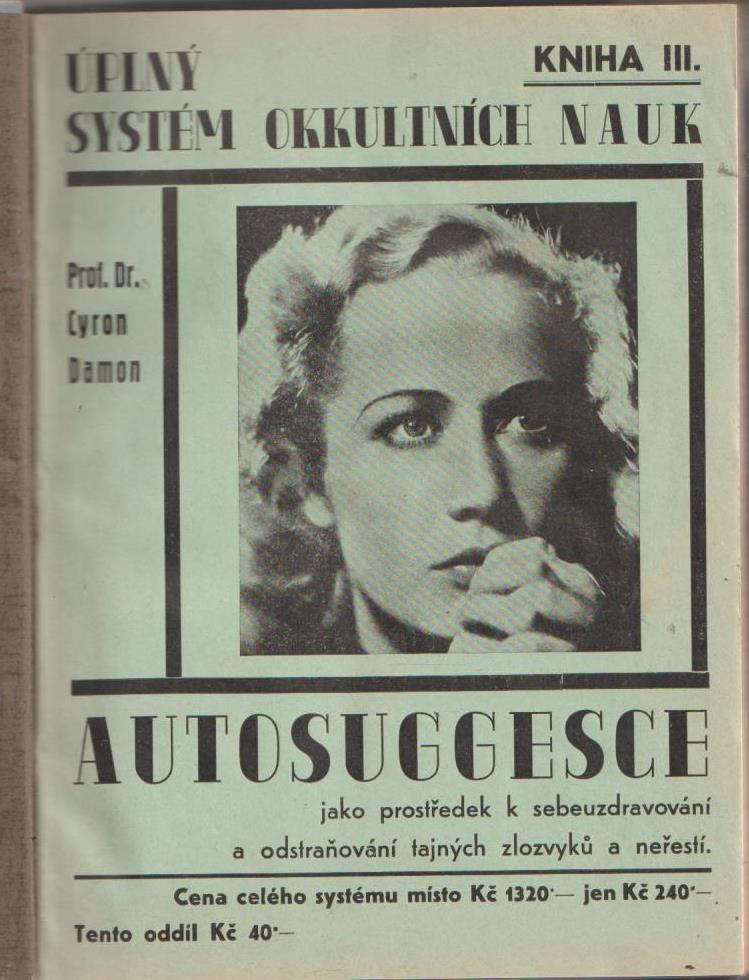 ÚPLNÝ
KNIHA III.
SYSTÉM OKKULTNÍCH NAUK
Prof. Dr.
Cyron
Damon
AUTOSUGGESCE
jako prostředek k sebeuzdravování
a odstraňování tajných zlozvyků a neřestí.
Cena celého systému místo Kč 1320·— jen Kč 240·—
Tento oddíl Kč 40·—